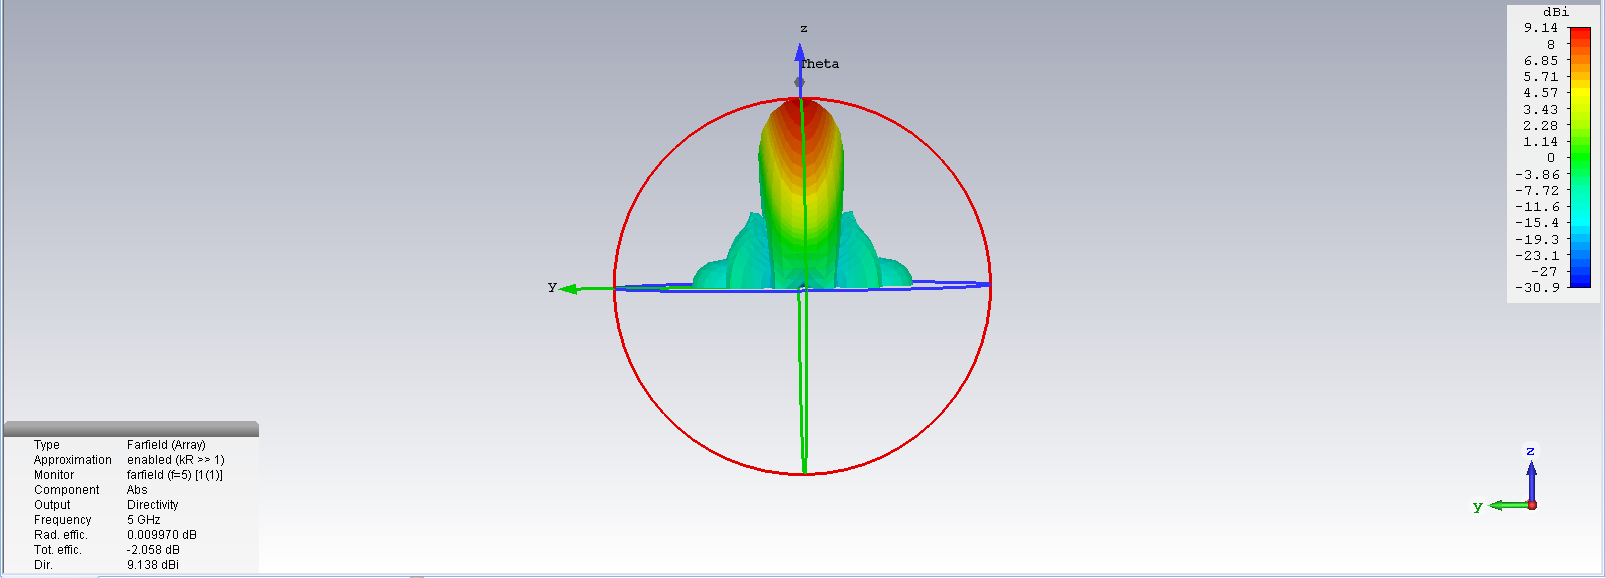 dBi
9.14
8
6.85
5.71
4.57
3.43
2.28
1.14
0
-3.86
-7.72
-11.6
-15.4
-19.3
-23.1
-27
-30.9
z
Theta
y
Type Farfield (Array)
Approximation enabled (kR >> 1)
Monitor farfield (f=5) [1(1)]
Component Abs
Output Directivity
Frequency 5 GHz
Rad. effic. 0.009970 dB
Tot. effic. -2.058 dB
Dir. 9.138 dBi
z
y